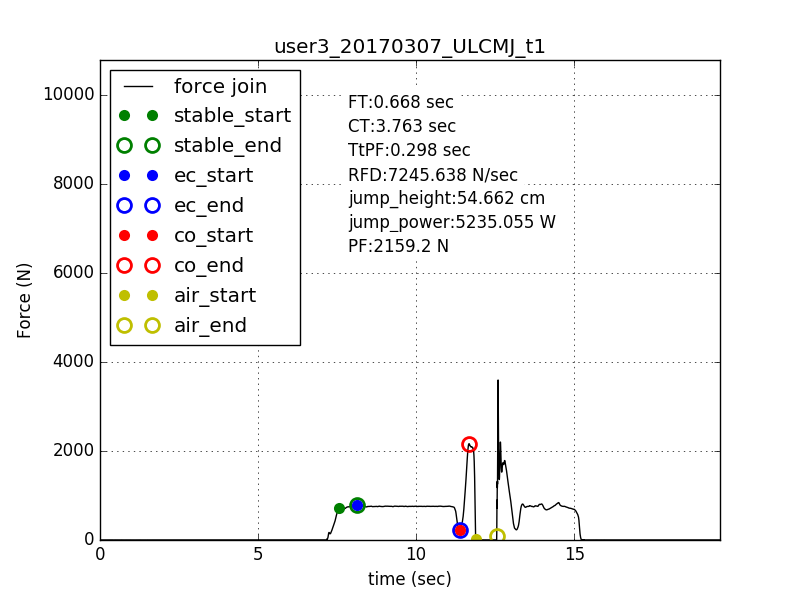 user3_20170307_ULCMJ_t1
10000
8000
6000
4000
2000
0
Force (N)
force join
stable_start
stable_end
ec_start
ec_end
co_start
co_end
air_start
air_end
FT:0.668 sec
CT:3.763 sec
TtPF:0.298 sec
RFD:7245.638 N/sec
jump_height:54.662 cm
jump_power:5235.055 W
PF:2159.2 N
0 5 10 15
time (sec)